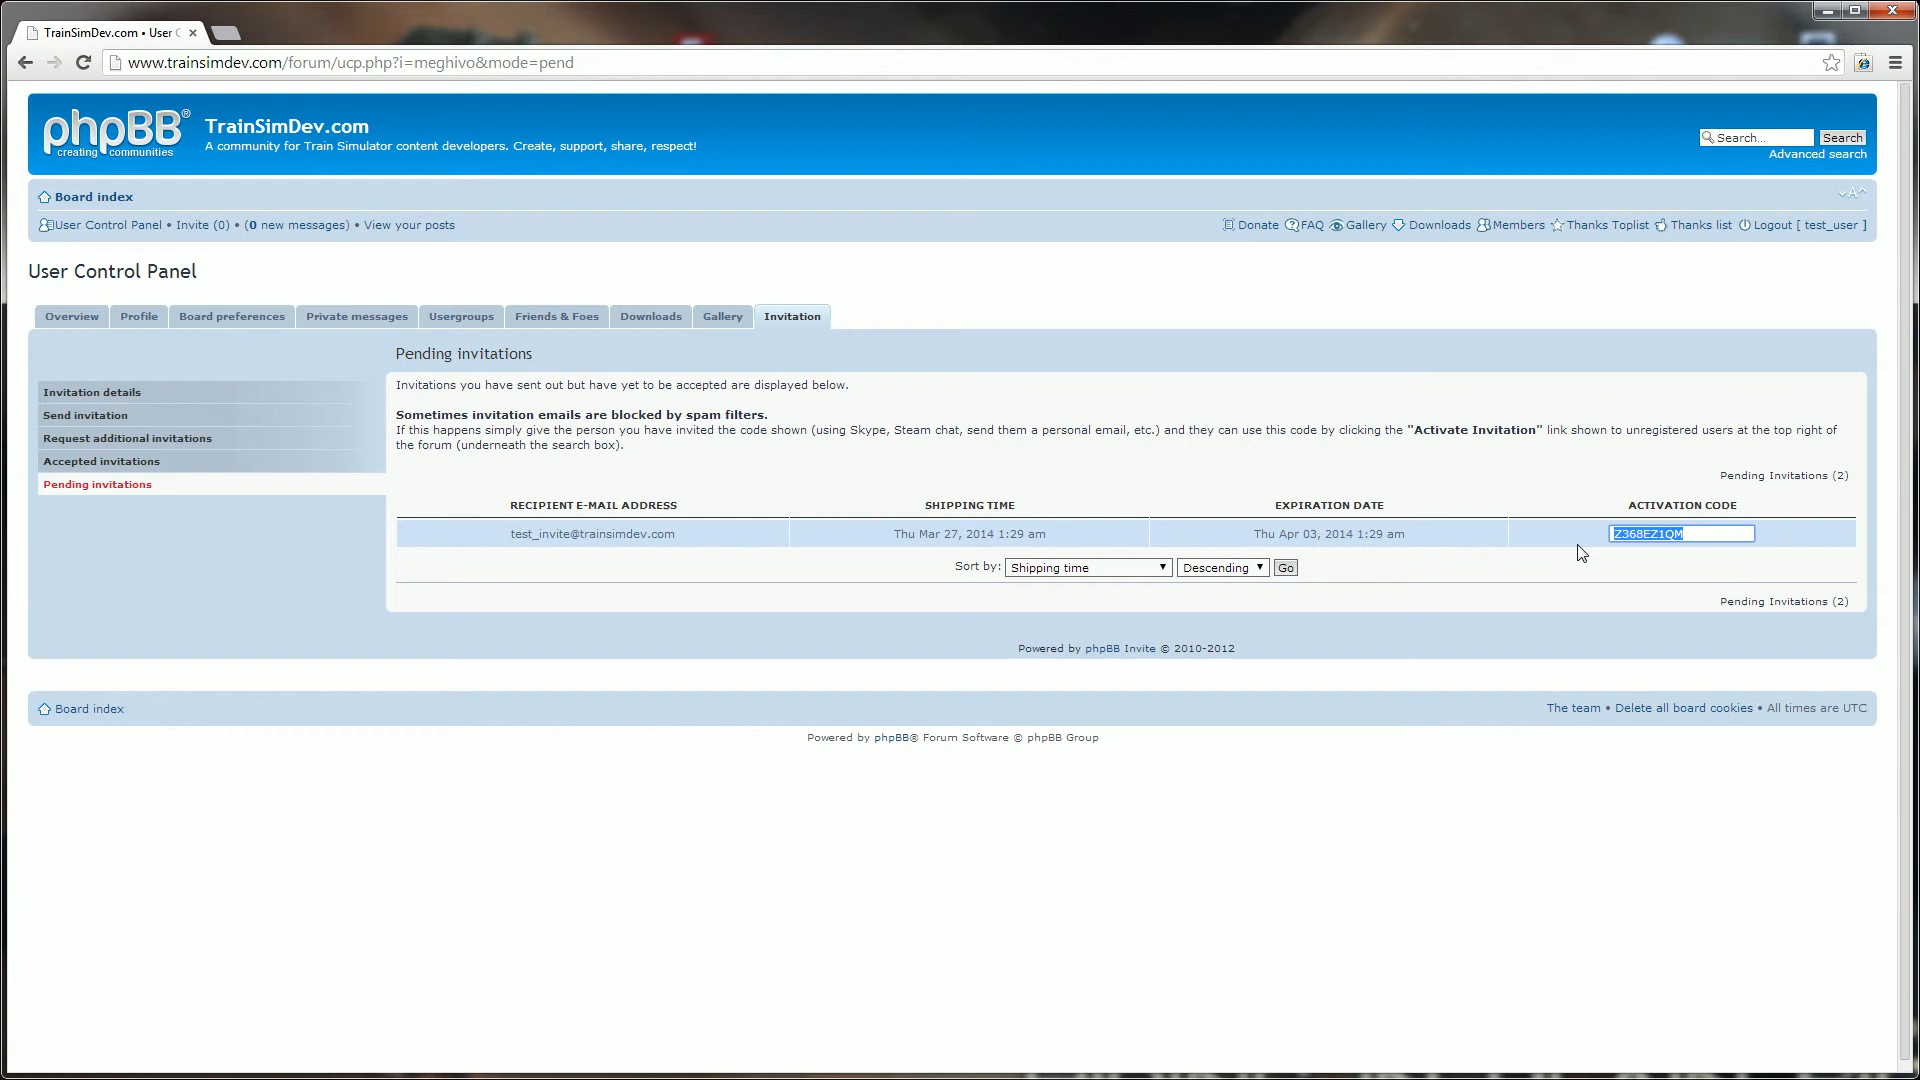 TrainSimDev.com • User C
www.trainsimdev.com/forum/ucp.php?i=meghivo&mode=pend
phpBB®
creating communities
TrainSimDev.com
A community for Train Simulator content developers. Create, support, share, respect!
Search...
Search
Advanced search
Board index
A
User Control Panel • Invite (0) • (0 new messages) • View your posts
Donate FAQ Gallery Downloads Members Thanks Toplist Thanks list Logout [ test_user ]
User Control Panel
Overview Profile Board preferences Private messages Usergroups Friends & Foes Downloads Gallery Invitation
Invitation details
Send invitation
Request additional invitations
Accepted invitations
Pending invitations
Pending invitations
Invitations you have sent out but have yet to be accepted are displayed below.
Sometimes invitation emails are blocked by spam filters.
If this happens simply give the person you have invited the code shown (using Skype, Steam chat, send them a personal email, etc.) and they can use this code by clicking the "Activate Invitation" link shown to unregistered users at the top right of
the forum (underneath the search box).
Pending Invitations (2)
RECIPIENT E-MAIL ADDRESS SHIPPING TIME EXPIRATION DATE ACTIVATION CODE
test_invite@trainsimdev.com Thu Mar 27, 2014 1:29 am Thu Apr 03, 2014 1:29 am Z368EZ1QM
Sort by: Shipping time Descending Go
Pending Invitations (2)
Powered by phpBB Invite © 2010-2012
Board index
The team • Delete all board cookies • All times are UTC
Powered by phpBB® Forum Software © phpBB Group